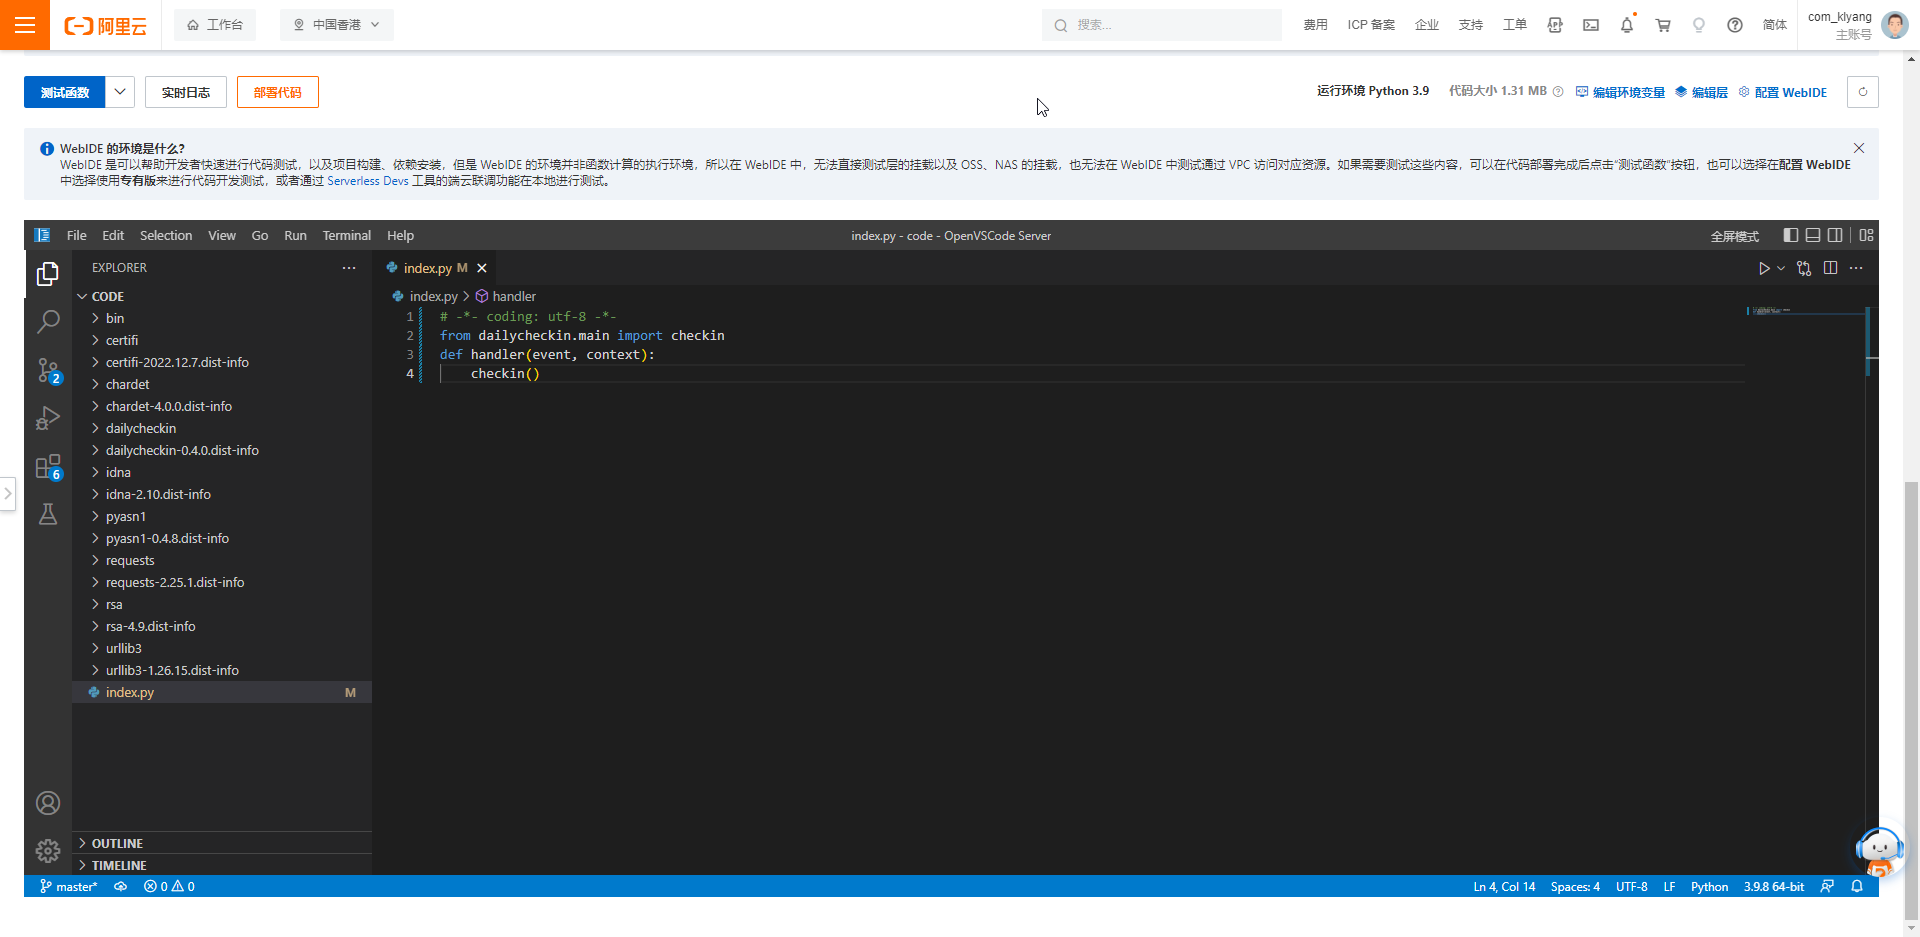 阿里云
工作台
中国香港
搜索...
费用
ICP 备案
企业
支持
工单
简体
com_klyang
主账号
测试函数
实时日志
部署代码
运行环境 Python 3.9
代码大小 1.31 MB
编辑环境变量
编辑层
配置 WebIDE
WebIDE 的环境是什么?
WebIDE 是可以帮助开发者快速进行代码测试，以及项目构建、依赖安装，但是 WebIDE 的环境并非函数计算的执行环境，所以在 WebIDE 中，无法直接测试层的挂载以及 OSS、NAS 的挂载，也无法在 WebIDE 中测试通过 VPC 访问对应资源。如果需要测试这些内容，可以在代码部署完成后点击“测试函数”按钮，也可以选择在配置 WebIDE
中选择使用专有版来进行代码开发测试，或者通过 Serverless Devs 工具的端云联调功能在本地进行测试。
File Edit Selection View Go Run Terminal Help
index.py - code - OpenVSCode Server
全屏模式
EXPLORER
CODE
bin
certifi
certifi-2022.12.7.dist-info
chardet
chardet-4.0.0.dist-info
dailycheckin
dailycheckin-0.4.0.dist-info
idna
idna-2.10.dist-info
pyasn1
pyasn1-0.4.8.dist-info
requests
requests-2.25.1.dist-info
rsa
rsa-4.9.dist-info
urllib3
urllib3-1.26.15.dist-info
index.py M
2
6
OUTLINE
TIMELINE
index.py M
index.py > handler
1 # -*- coding: utf-8 -*-
2 from dailycheckin.main import checkin
3 def handler(event, context):
4 checkin()
master*
0
0
Ln 4, Col 14
Spaces: 4
UTF-8
LF
Python
3.9.8 64-bit